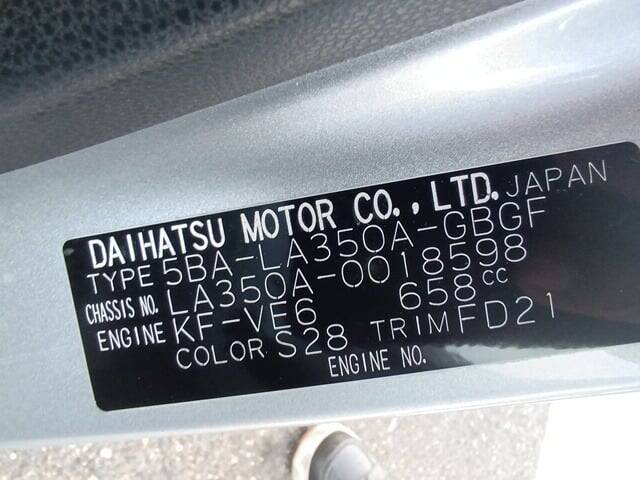 DAIHATSU MOTOR CO., LTD. JAPAN
TYPE 5BA-LA350A-GBGF
CHASSIS NO. LA350A-0018598
ENGINE KF-VE6 658cc
COLOR S28 TRIM FD21
ENGINE NO.